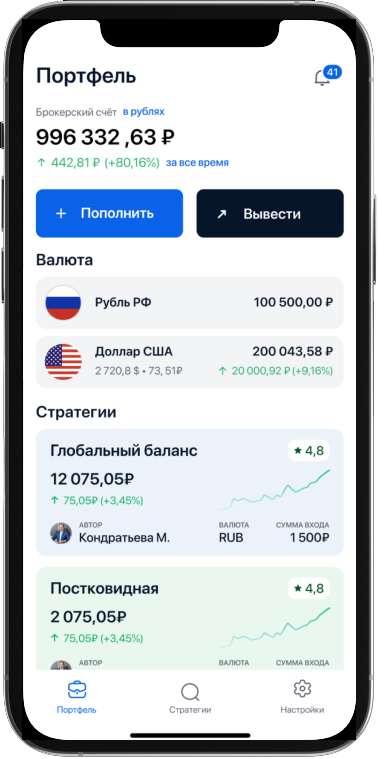 Портфель
41
Брокерский счёт в рублях
996 332 ,63 ₽
↑ 442,81 ₽ (+80,16%) за все время
+ Пополнить
↗ Вывести
Валюта
Рубль РФ 100 500,00 ₽
Доллар США 200 043,58 ₽
2 720,8 $ • 73, 51₽ ↑ 20 000,92 ₽ (+9,16%)
Стратегии
Глобальный баланс ★ 4,8
12 075,05₽
↑ 75,05₽ (+3,45%)
АВТОР ВАЛЮТА СУММА ВХОДА
Кондратьева М. RUB 1 500₽
Постковидная ★ 4,8
2 075,05₽
↑ 75,05₽ (+3,45%)
АВТОР ВАЛЮТА СУММА ВХОДА
Портфель Стратегии Настройки